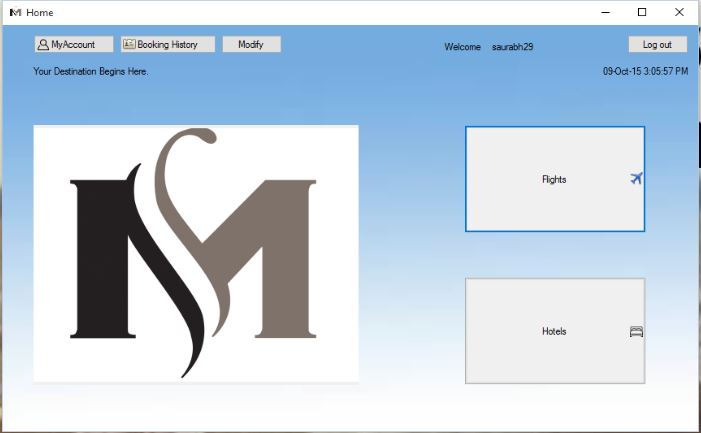 Home
MyAccount Booking History Modify Welcome saurabh29 Log out
Your Destination Begins Here. 09-Oct-15 3:05:57 PM
Flights
Hotels